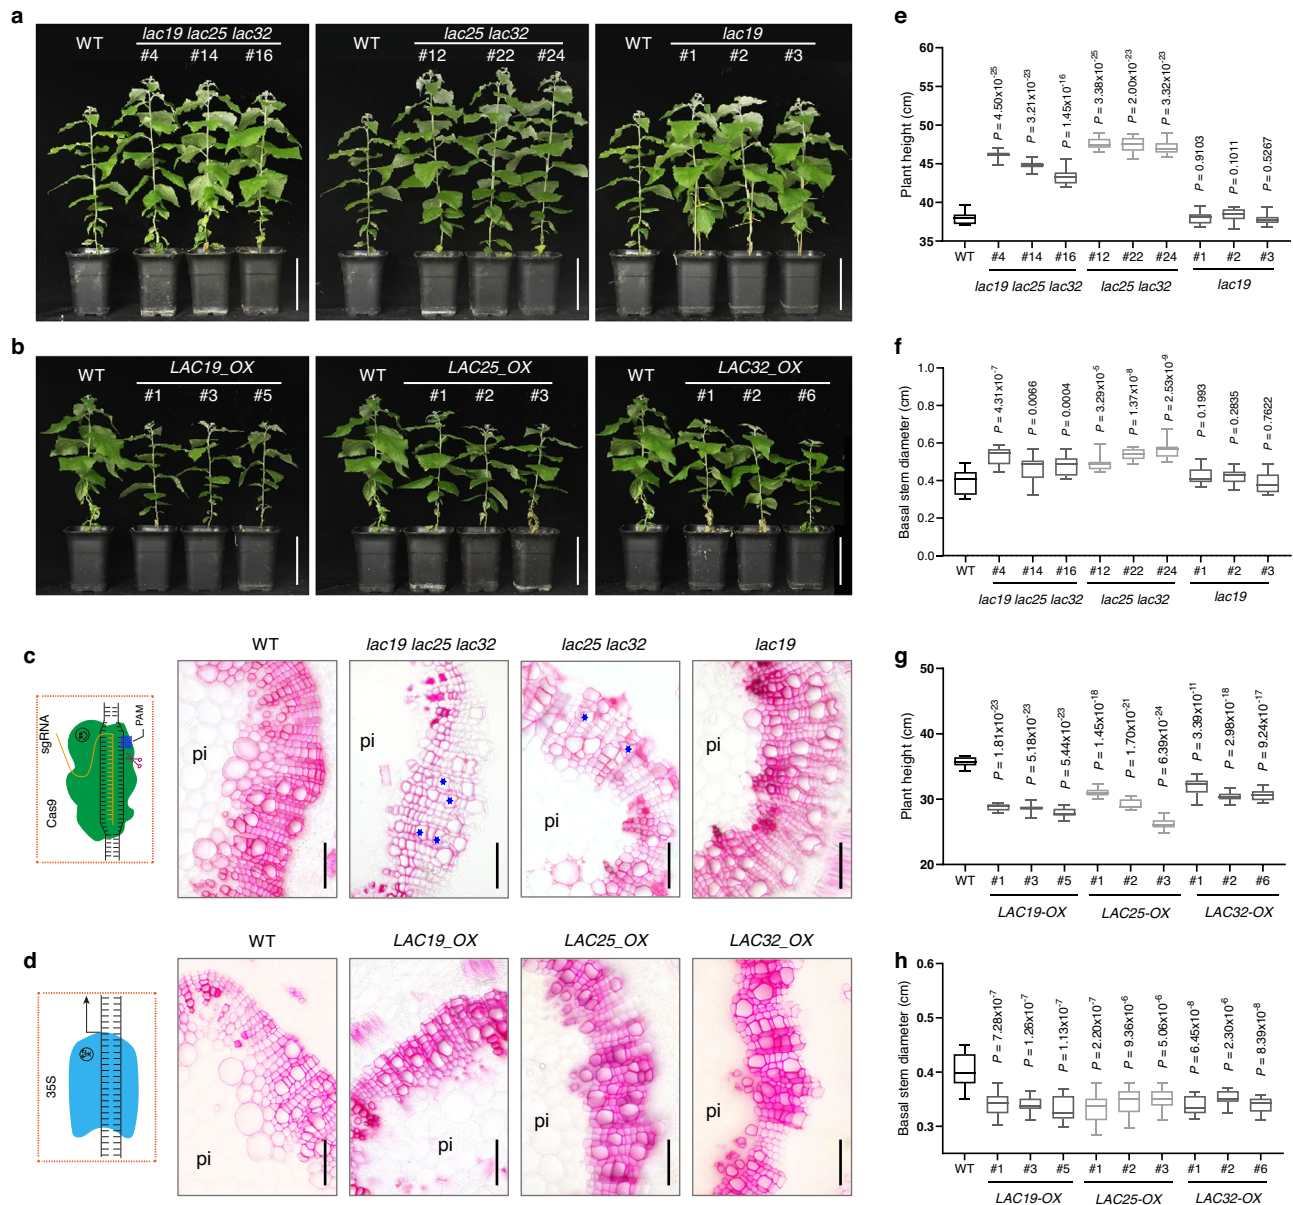 a
WT
lac19 lac25 lac32
#4 #14 #16
WT
lac25 lac32
#12 #22 #24
WT
lac19
#1 #2 #3
b
WT
LAC19_OX
#1 #3 #5
WT
LAC25_OX
#1 #2 #3
WT
LAC32_OX
#1 #2 #6
c
sgRNA
PAM
Cas9
WT
lac19 lac25 lac32
lac25 lac32
lac19
pi
pi
pi
pi
d
35S
WT
LAC19_OX
LAC25_OX
LAC32_OX
pi
pi
pi
pi
e
Plant height (cm)
60
55
50
45
40
35
P = 4.50x10⁻²⁵
P = 3.21x10⁻²³
P = 1.45x10⁻¹⁶
P = 3.38x10⁻²⁵
P = 2.00x10⁻²³
P = 3.32x10⁻²³
P = 0.9103
P = 0.1011
P = 0.5267
WT #4 #14 #16 #12 #22 #24 #1 #2 #3
lac19 lac25 lac32 lac25 lac32 lac19
f
Basal stem diameter (cm)
1.0
0.8
0.6
0.4
0.2
0.0
P = 4.31x10⁻⁷
P = 0.0066
P = 0.0004
P = 3.29x10⁻⁵
P = 1.37x10⁻⁸
P = 2.53x10⁻⁹
P = 0.1993
P = 0.2835
P = 0.7622
WT #4 #14 #16 #12 #22 #24 #1 #2 #3
lac19 lac25 lac32 lac25 lac32 lac19
g
Plant height (cm)
50
40
30
20
P = 1.81x10⁻²³
P = 5.18x10⁻²³
P = 5.44x10⁻²³
P = 1.45x10⁻¹⁸
P = 1.70x10⁻²¹
P = 6.39x10⁻²⁴
P = 3.39x10⁻¹¹
P = 2.98x10⁻¹⁸
P = 9.24x10⁻¹⁷
WT #1 #3 #5 #1 #2 #3 #1 #2 #6
LAC19-OX LAC25-OX LAC32-OX
h
Basal stem diameter (cm)
0.6
0.5
0.4
0.3
P = 7.28x10⁻⁷
P = 1.26x10⁻⁷
P = 1.13x10⁻⁷
P = 2.20x10⁻⁷
P = 9.36x10⁻⁶
P = 5.06x10⁻⁶
P = 6.45x10⁻⁸
P = 2.30x10⁻⁶
P = 8.39x10⁻⁸
WT #1 #3 #5 #1 #2 #3 #1 #2 #6
LAC19-OX LAC25-OX LAC32-OX